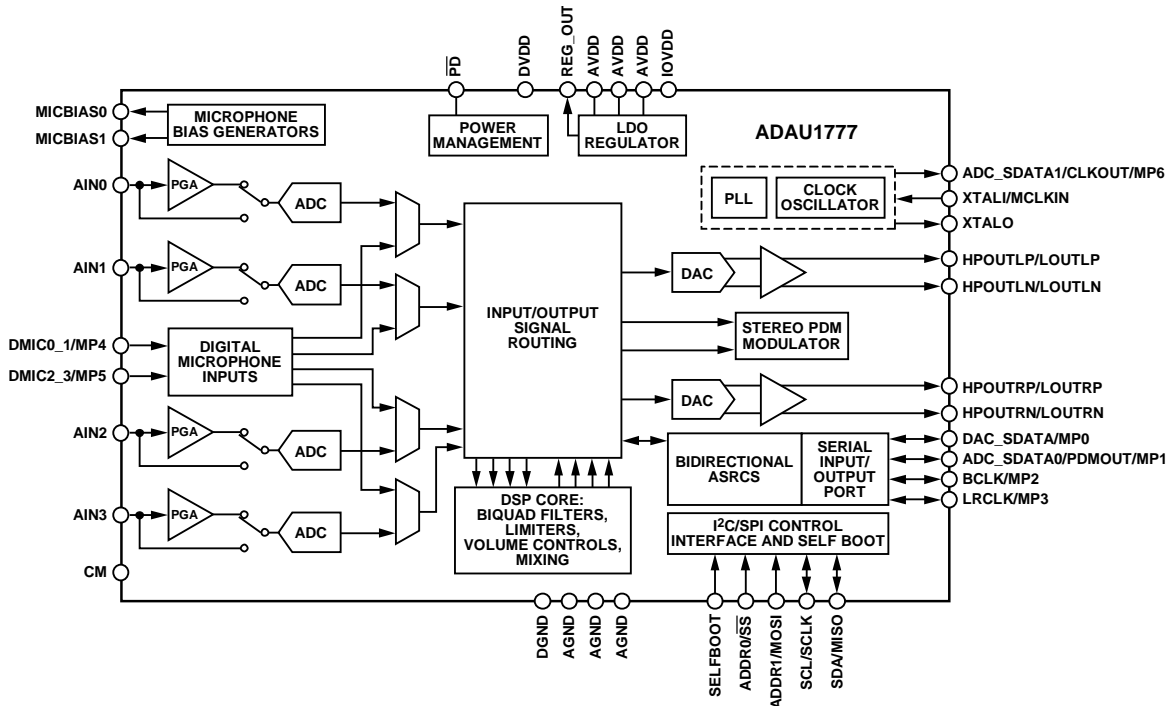 PD
DVDD
REG_OUT
AVDD
AVDD
AVDD
IOVDD
MICBIAS0
MICBIAS1
MICROPHONE
BIAS GENERATORS
POWER
MANAGEMENT
LDO
REGULATOR
ADAU1777
AIN0
PGA
ADC
PLL
CLOCK
OSCILLATOR
ADC_SDATA1/CLKOUT/MP6
XTALI/MCLKIN
XTALO
AIN1
PGA
ADC
INPUT/OUTPUT
SIGNAL
ROUTING
DAC
HPOUTLP/LOUTLP
HPOUTLN/LOUTLN
DMIC0_1/MP4
DMIC2_3/MP5
DIGITAL
MICROPHONE
INPUTS
STEREO PDM
MODULATOR
DAC
HPOUTRP/LOUTRP
HPOUTRN/LOUTRN
AIN2
PGA
ADC
BIDIRECTIONAL
ASRCS
SERIAL
INPUT/
OUTPUT
PORT
DAC_SDATA/MP0
ADC_SDATA0/PDMOUT/MP1
BCLK/MP2
LRCLK/MP3
AIN3
PGA
ADC
DSP CORE:
BIQUAD FILTERS,
LIMITERS,
VOLUME CONTROLS,
MIXING
I2C/SPI CONTROL
INTERFACE AND SELF BOOT
CM
DGND
AGND
AGND
AGND
SELFBOOT
ADDR0/SS
ADDR1/MOSI
SCL/SCLK
SDA/MISO